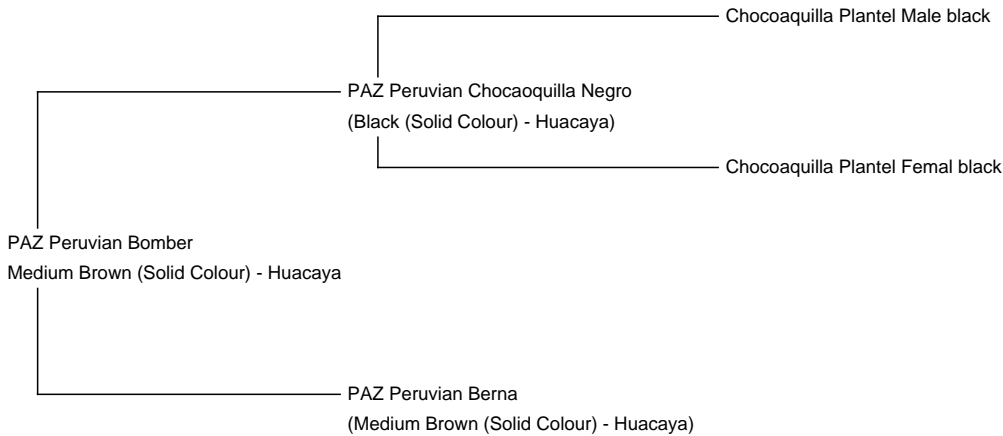 Chocoaquilla Plantel Male black
PAZ Peruvian Chocaoquilla Negro
(Black (Solid Colour) - Huacaya)
Chocoaquilla Plantel Femal black
PAZ Peruvian Bomber
Medium Brown (Solid Colour) - Huacaya
PAZ Peruvian Berna
(Medium Brown (Solid Colour) - Huacaya)